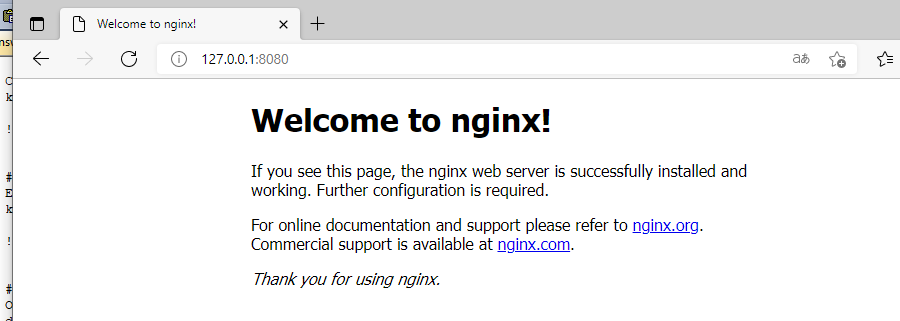 Welcome to nginx!
127.0.0.1:8080
aあ
Welcome to nginx!
If you see this page, the nginx web server is successfully installed and
working. Further configuration is required.
For online documentation and support please refer to nginx.org.
Commercial support is available at nginx.com.
Thank you for using nginx.